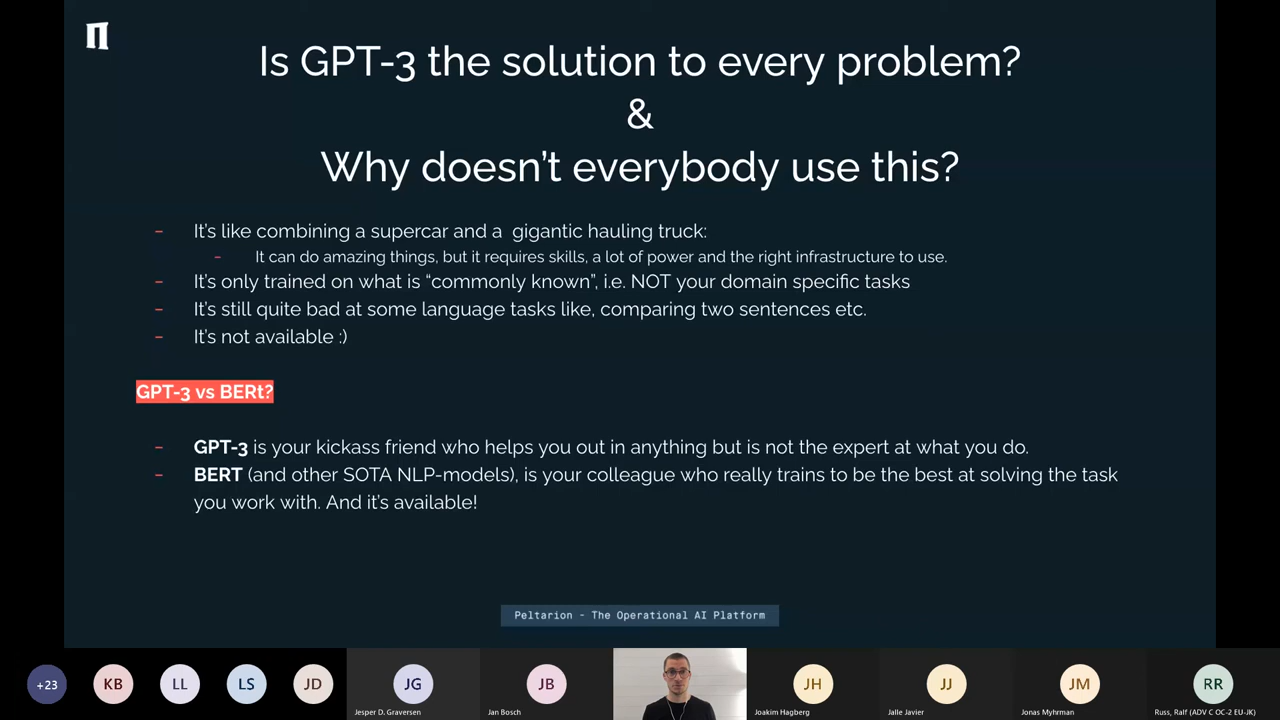 Is GPT-3 the solution to every problem?
&
Why doesn't everybody use this?
- It's like combining a supercar and a gigantic hauling truck:
- It can do amazing things, but it requires skills, a lot of power and the right infrastructure to use.
- It's only trained on what is “commonly known”, i.e. NOT your domain specific tasks
- It's still quite bad at some language tasks like, comparing two sentences etc.
- It's not available :)
GPT-3 vs BERt?
- GPT-3 is your kickass friend who helps you out in anything but is not the expert at what you do.
- BERT (and other SOTA NLP-models), is your colleague who really trains to be the best at solving the task
you work with. And it's available!
Peltarion - The Operational AI Platform
+23
KB
LL
LS
JD
JG
JB
JH
JJ
JM
RR
Jesper D. Graversen
Jan Bosch
Joakim Hagberg
Jalle Javier
Jonas Myhrman
Russ, Ralf (ADV C OC-2 EU-JK)